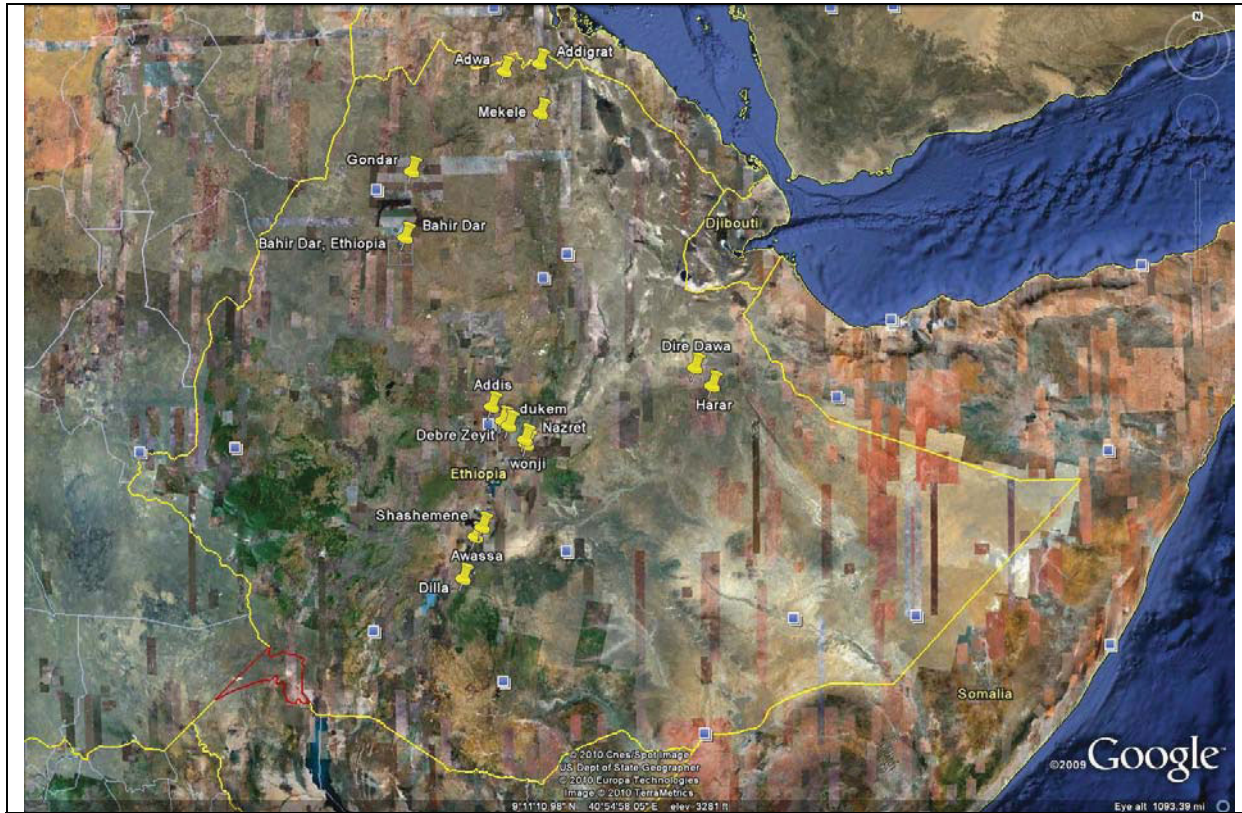 N
Adwa
Addigrat
Mekele
Gondar
Bahir Dar
Bahir Dar, Ethiopia
Djibouti
Dire Dawa
Harar
Addis
dukem
Debre Zeyit
Nazret
wonji
Ethiopia
Shashemene
Awassa
Dilla
Somalia
© 2010 Cnes/Spot Image
US Dept of State Geographer
© 2010 Europa Technologies
Image © 2010 TerraMetrics
©2009 Google
9°11'10.98" N 40°54'58.05" E elev 3281 ft
Eye alt 1093.39 mi